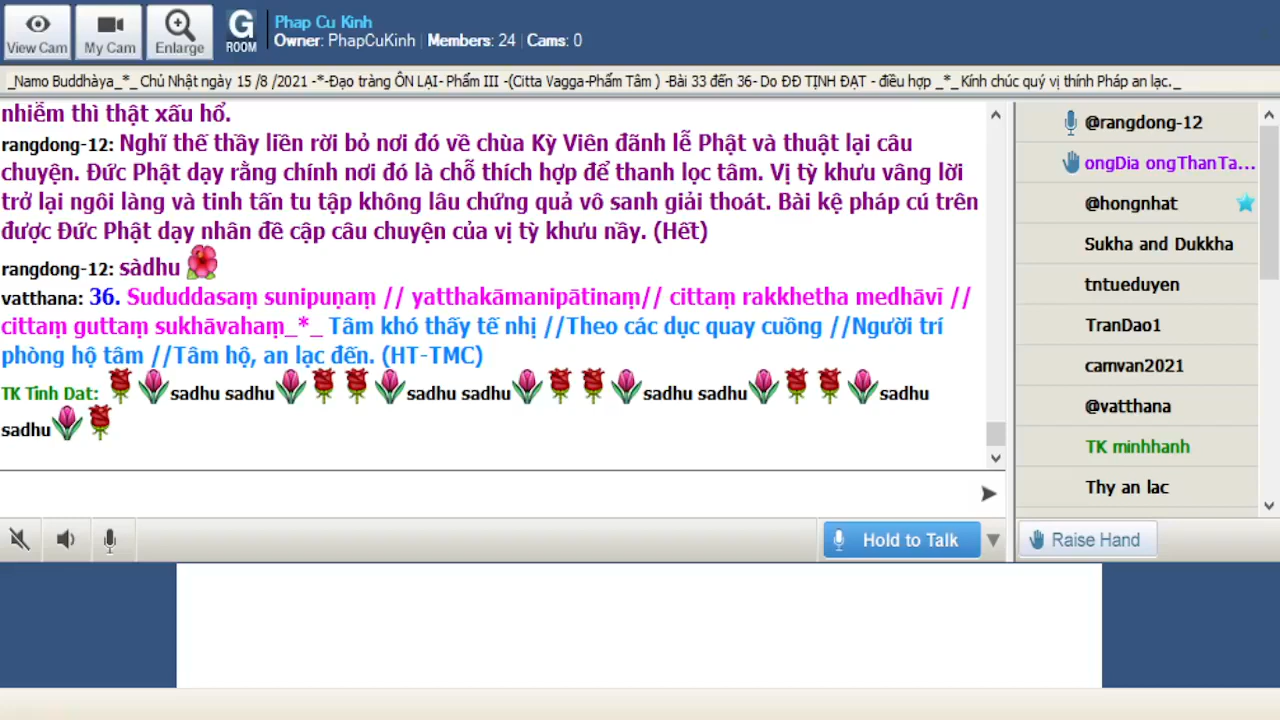 View Cam
My Cam
Enlarge
G
ROOM
Phap Cu Kinh
Owner: PhapCuKinh | Members: 24 | Cams: 0
_Namo Buddhàya_*_ Chủ Nhật ngày 15 /8 /2021 -*-Đạo tràng ÔN LẠI- Phẩm III -(Citta Vagga-Phẩm Tâm ) -Bài 33 đến 36- Do ĐĐ TỊNH ĐẠT - điều hợp _*_ Kính chúc quý vị thính Pháp an lạc._
nhiễm thì thật xấu hổ.
rangdong-12: Nghĩ thế thầy liền rời bỏ nơi đó về chùa Kỳ Viên đãnh lễ Phật và thuật lại câu
chuyện. Đức Phật dạy rằng chính nơi đó là chỗ thích hợp để thanh lọc tâm. Vị tỳ khưu vâng lời
trở lại ngôi làng và tinh tấn tu tập không lâu chứng quả vô sanh giải thoát. Bài kệ pháp cú trên
được Đức Phật dạy nhân đề cập câu chuyện của vị tỳ khưu nầy. (Hết)
rangdong-12: sàdhu
vatthana: 36. Sududdasaṃ sunipuṇaṃ // yatthakāmanipātinaṃ// cittaṃ rakkhetha medhāvī //
cittaṃ guttaṃ sukhāvahaṃ_*_ Tâm khó thấy tế nhị //Theo các dục quay cuồng //Người trí
phòng hộ tâm //Tâm hộ, an lạc đến. (HT-TMC)
TK Tinh Dat: sadhu sadhu sadhu sadhu sadhu sadhu sadhu
sadhu
@rangdong-12
ongDia ongThanTa...
@hongnhat
Sukha and Dukkha
tntueduyen
TranDao1
camvan2021
@vatthana
TK minhhanh
Thy an lac
Hold to Talk
Raise Hand